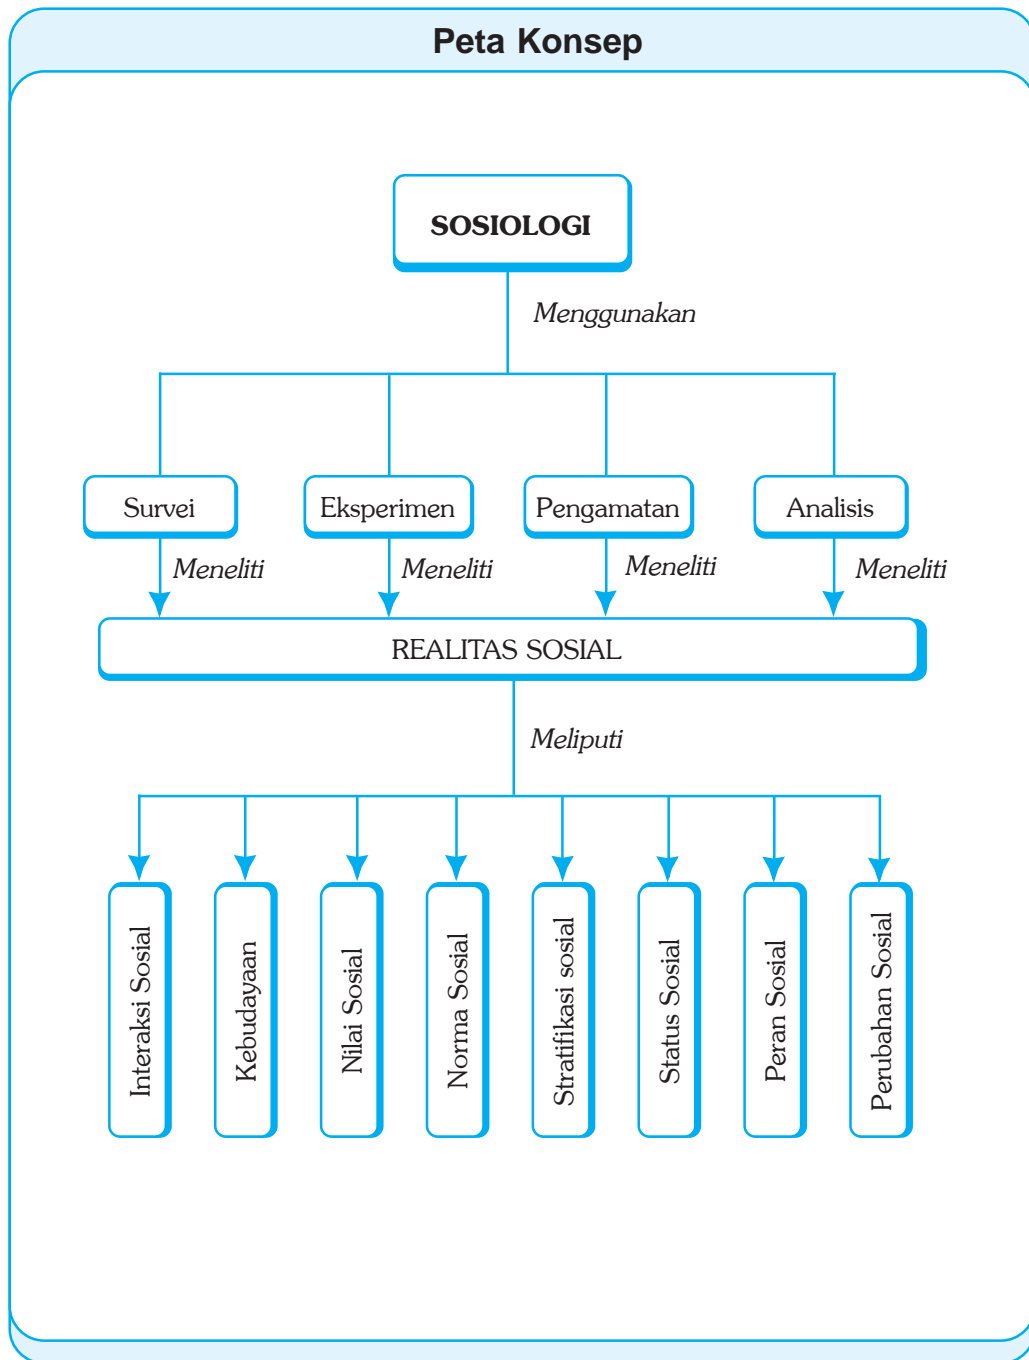 Peta Konsep
SOSIOLOGI
Menggunakan
Survei
Eksperimen
Pengamatan
Analisis
Meneliti
Meneliti
Meneliti
Meneliti
REALITAS SOSIAL
Meliputi
Interaksi Sosial
Kebudayaan
Nilai Sosial
Norma Sosial
Stratifikasi sosial
Status Sosial
Peran Sosial
Perubahan Sosial